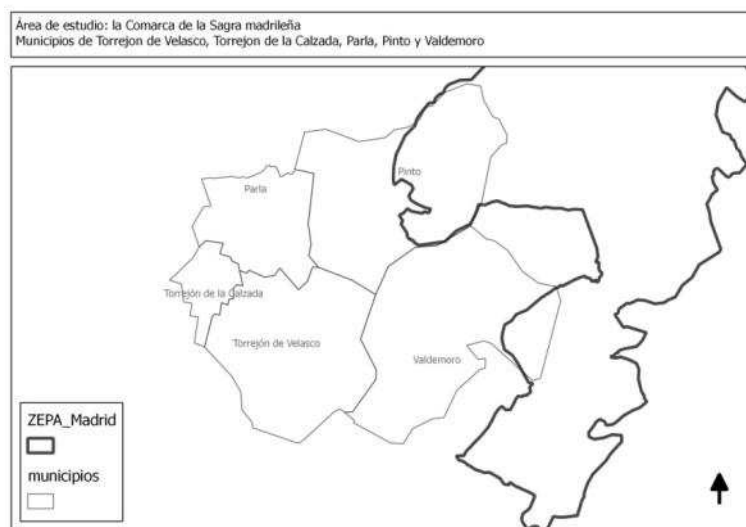 Área de estudio: la Comarca de la Sagra madrileña
Municipios de Torrejon de Velasco, Torrejon de la Calzada, Parla, Pinto y Valdemoro
Pinto
Parla
Torrejón de la Calzada
Torrejón de Velasco
Valdemoro
ZEPA_Madrid
municipios